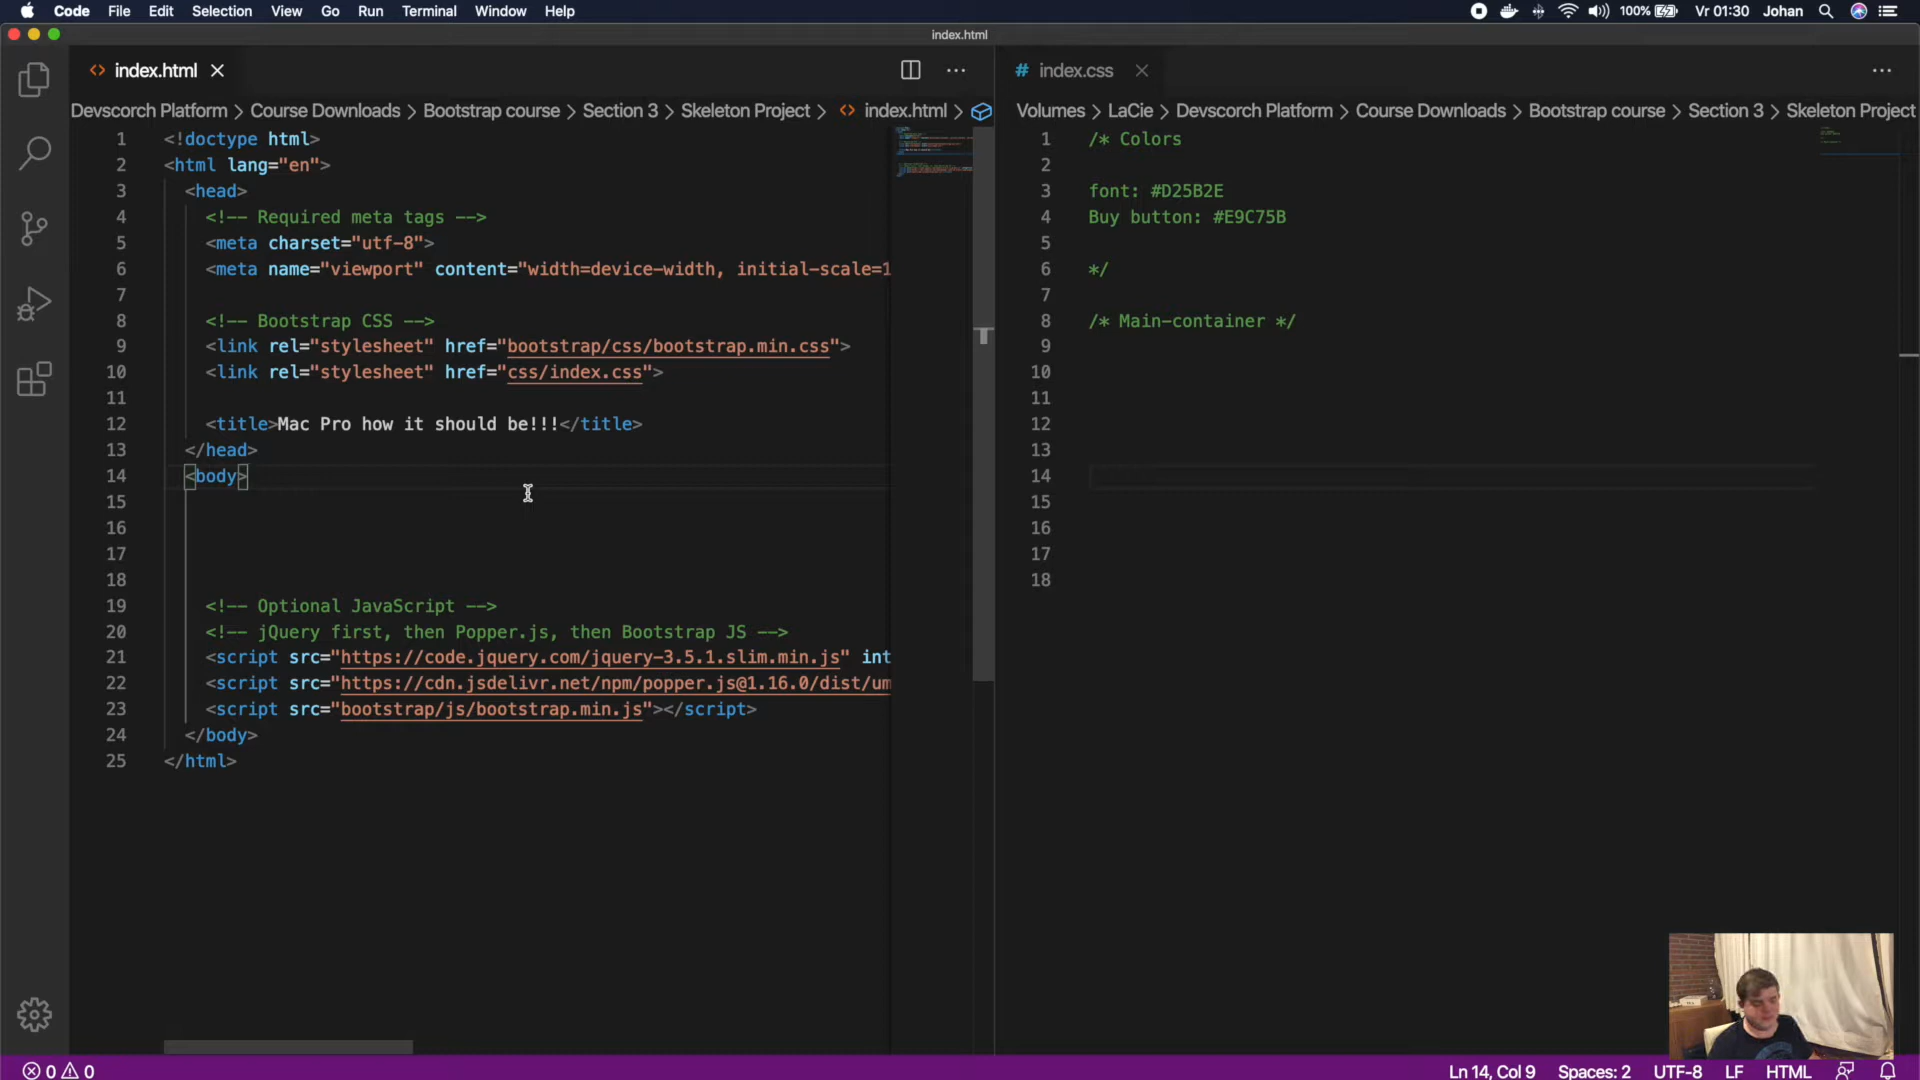 Code File Edit Selection View Go Run Terminal Window Help 100% Vr 01:30 Johan
index.html
<> index.html
# index.css
Devscorch Platform > Course Downloads > Bootstrap course > Section 3 > Skeleton Project > <> index.html >
Volumes > LaCie > Devscorch Platform > Course Downloads > Bootstrap course > Section 3 > Skeleton Project
1 <!doctype html>
2 <html lang="en">
3 <head>
4 <!-- Required meta tags -->
5 <meta charset="utf-8">
6 <meta name="viewport" content="width=device-width, initial-scale=1
7
8 <!-- Bootstrap CSS -->
9 <link rel="stylesheet" href="bootstrap/css/bootstrap.min.css">
10 <link rel="stylesheet" href="css/index.css">
11
12 <title>Mac Pro how it should be!!!</title>
13 </head>
14 <body>
15
16
17
18
19 <!-- Optional JavaScript -->
20 <!-- jQuery first, then Popper.js, then Bootstrap JS -->
21 <script src="https://code.jquery.com/jquery-3.5.1.slim.min.js" int
22 <script src="https://cdn.jsdelivr.net/npm/popper.js@1.16.0/dist/um
23 <script src="bootstrap/js/bootstrap.min.js"></script>
24 </body>
25 </html>
1 /* Colors
2
3 font: #D25B2E
4 Buy button: #E9C75B
5
6 */
7
8 /* Main-container */
9
10
11
12
13
14
15
16
17
18
0 0 Ln 14, Col 9 Spaces: 2 UTF-8 LF HTML